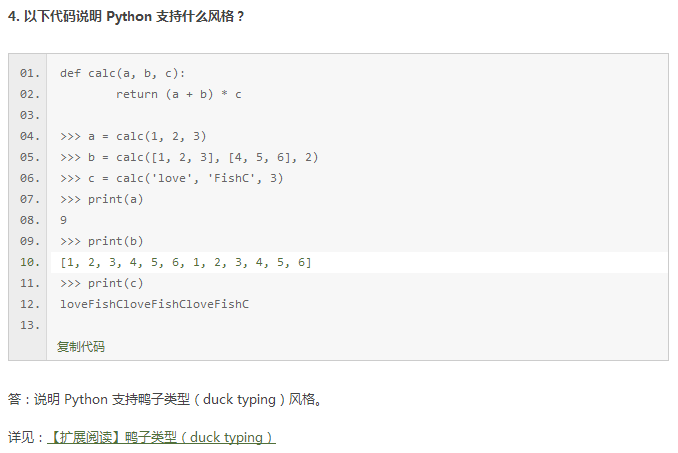 4. 以下代码说明 Python 支持什么风格？
01. def calc(a, b, c):
02.         return (a + b) * c
03.
04. >>> a = calc(1, 2, 3)
05. >>> b = calc([1, 2, 3], [4, 5, 6], 2)
06. >>> c = calc('love', 'FishC', 3)
07. >>> print(a)
08. 9
09. >>> print(b)
10. [1, 2, 3, 4, 5, 6, 1, 2, 3, 4, 5, 6]
11. >>> print(c)
12. loveFishCloveFishCloveFishC
13.
复制代码
答：说明 Python 支持鸭子类型（duck typing）风格。
详见：【扩展阅读】鸭子类型（duck typing）